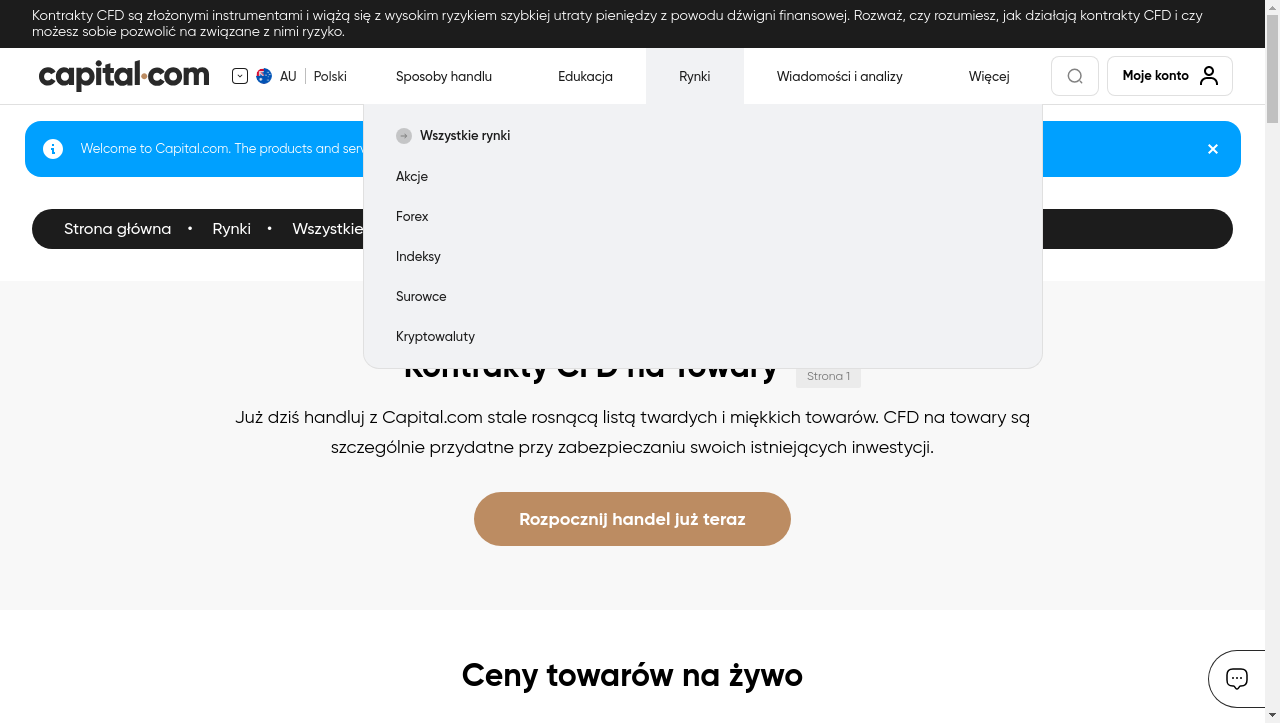 Kontrakty CFD są złożonymi instrumentami i wiążą się z wysokim ryzykiem szybkiej utraty pieniędzy z powodu dźwigni finansowej. Rozważ, czy rozumiesz, jak działają kontrakty CFD i czy
możesz sobie pozwolić na związane z nimi ryzyko.
capital.com
AU
Polski
Sposoby handlu
Edukacja
Rynki
Wiadomości i analizy
Więcej
Moje konto
Wszystkie rynki
Akcje
Forex
Indeksy
Surowce
Kryptowaluty
Welcome to Capital.com. The products and serv
Strona główna • Rynki • Wszystkie
Kontrakty CFD na Towary
Strona 1
Już dziś handluj z Capital.com stale rosnącą listą twardych i miękkich towarów. CFD na towary są
szczególnie przydatne przy zabezpieczaniu swoich istniejących inwestycji.
Rozpocznij handel już teraz
Ceny towarów na żywo